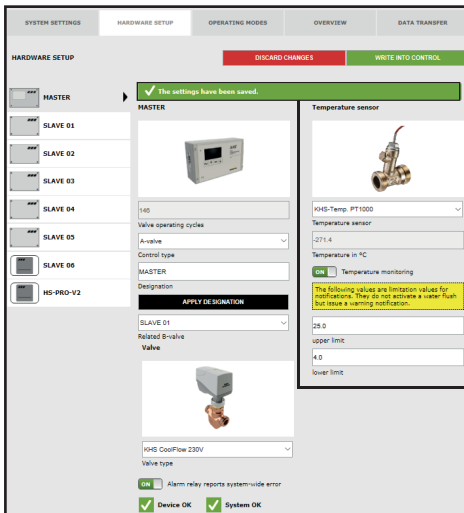 SYSTEM SETTINGS
HARDWARE SETUP
OPERATING MODES
OVERVIEW
DATA TRANSFER
HARDWARE SETUP
DISCARD CHANGES
WRITE INTO CONTROL
MASTER
SLAVE 01
SLAVE 02
SLAVE 03
SLAVE 04
SLAVE 05
SLAVE 06
HS-PRO-V2
The settings have been saved.
MASTER
146
Valve operating cycles
A-valve
Control type
MASTER
Designation
APPLY DESIGNATION
SLAVE 01
Related B-valve
Valve
KHS CoolFlow 230V
Valve type
ON Alarm relay reports system-wide error
Device OK
System OK
Temperature sensor
KHS-Temp. PT1000
Temperature sensor
-271.4
Temperature in °C
ON Temperature monitoring
The following values are limitation values for
notifications. They do not activate a water flush
but issue a warning notification.
25.0
upper limit
4.0
lower limit